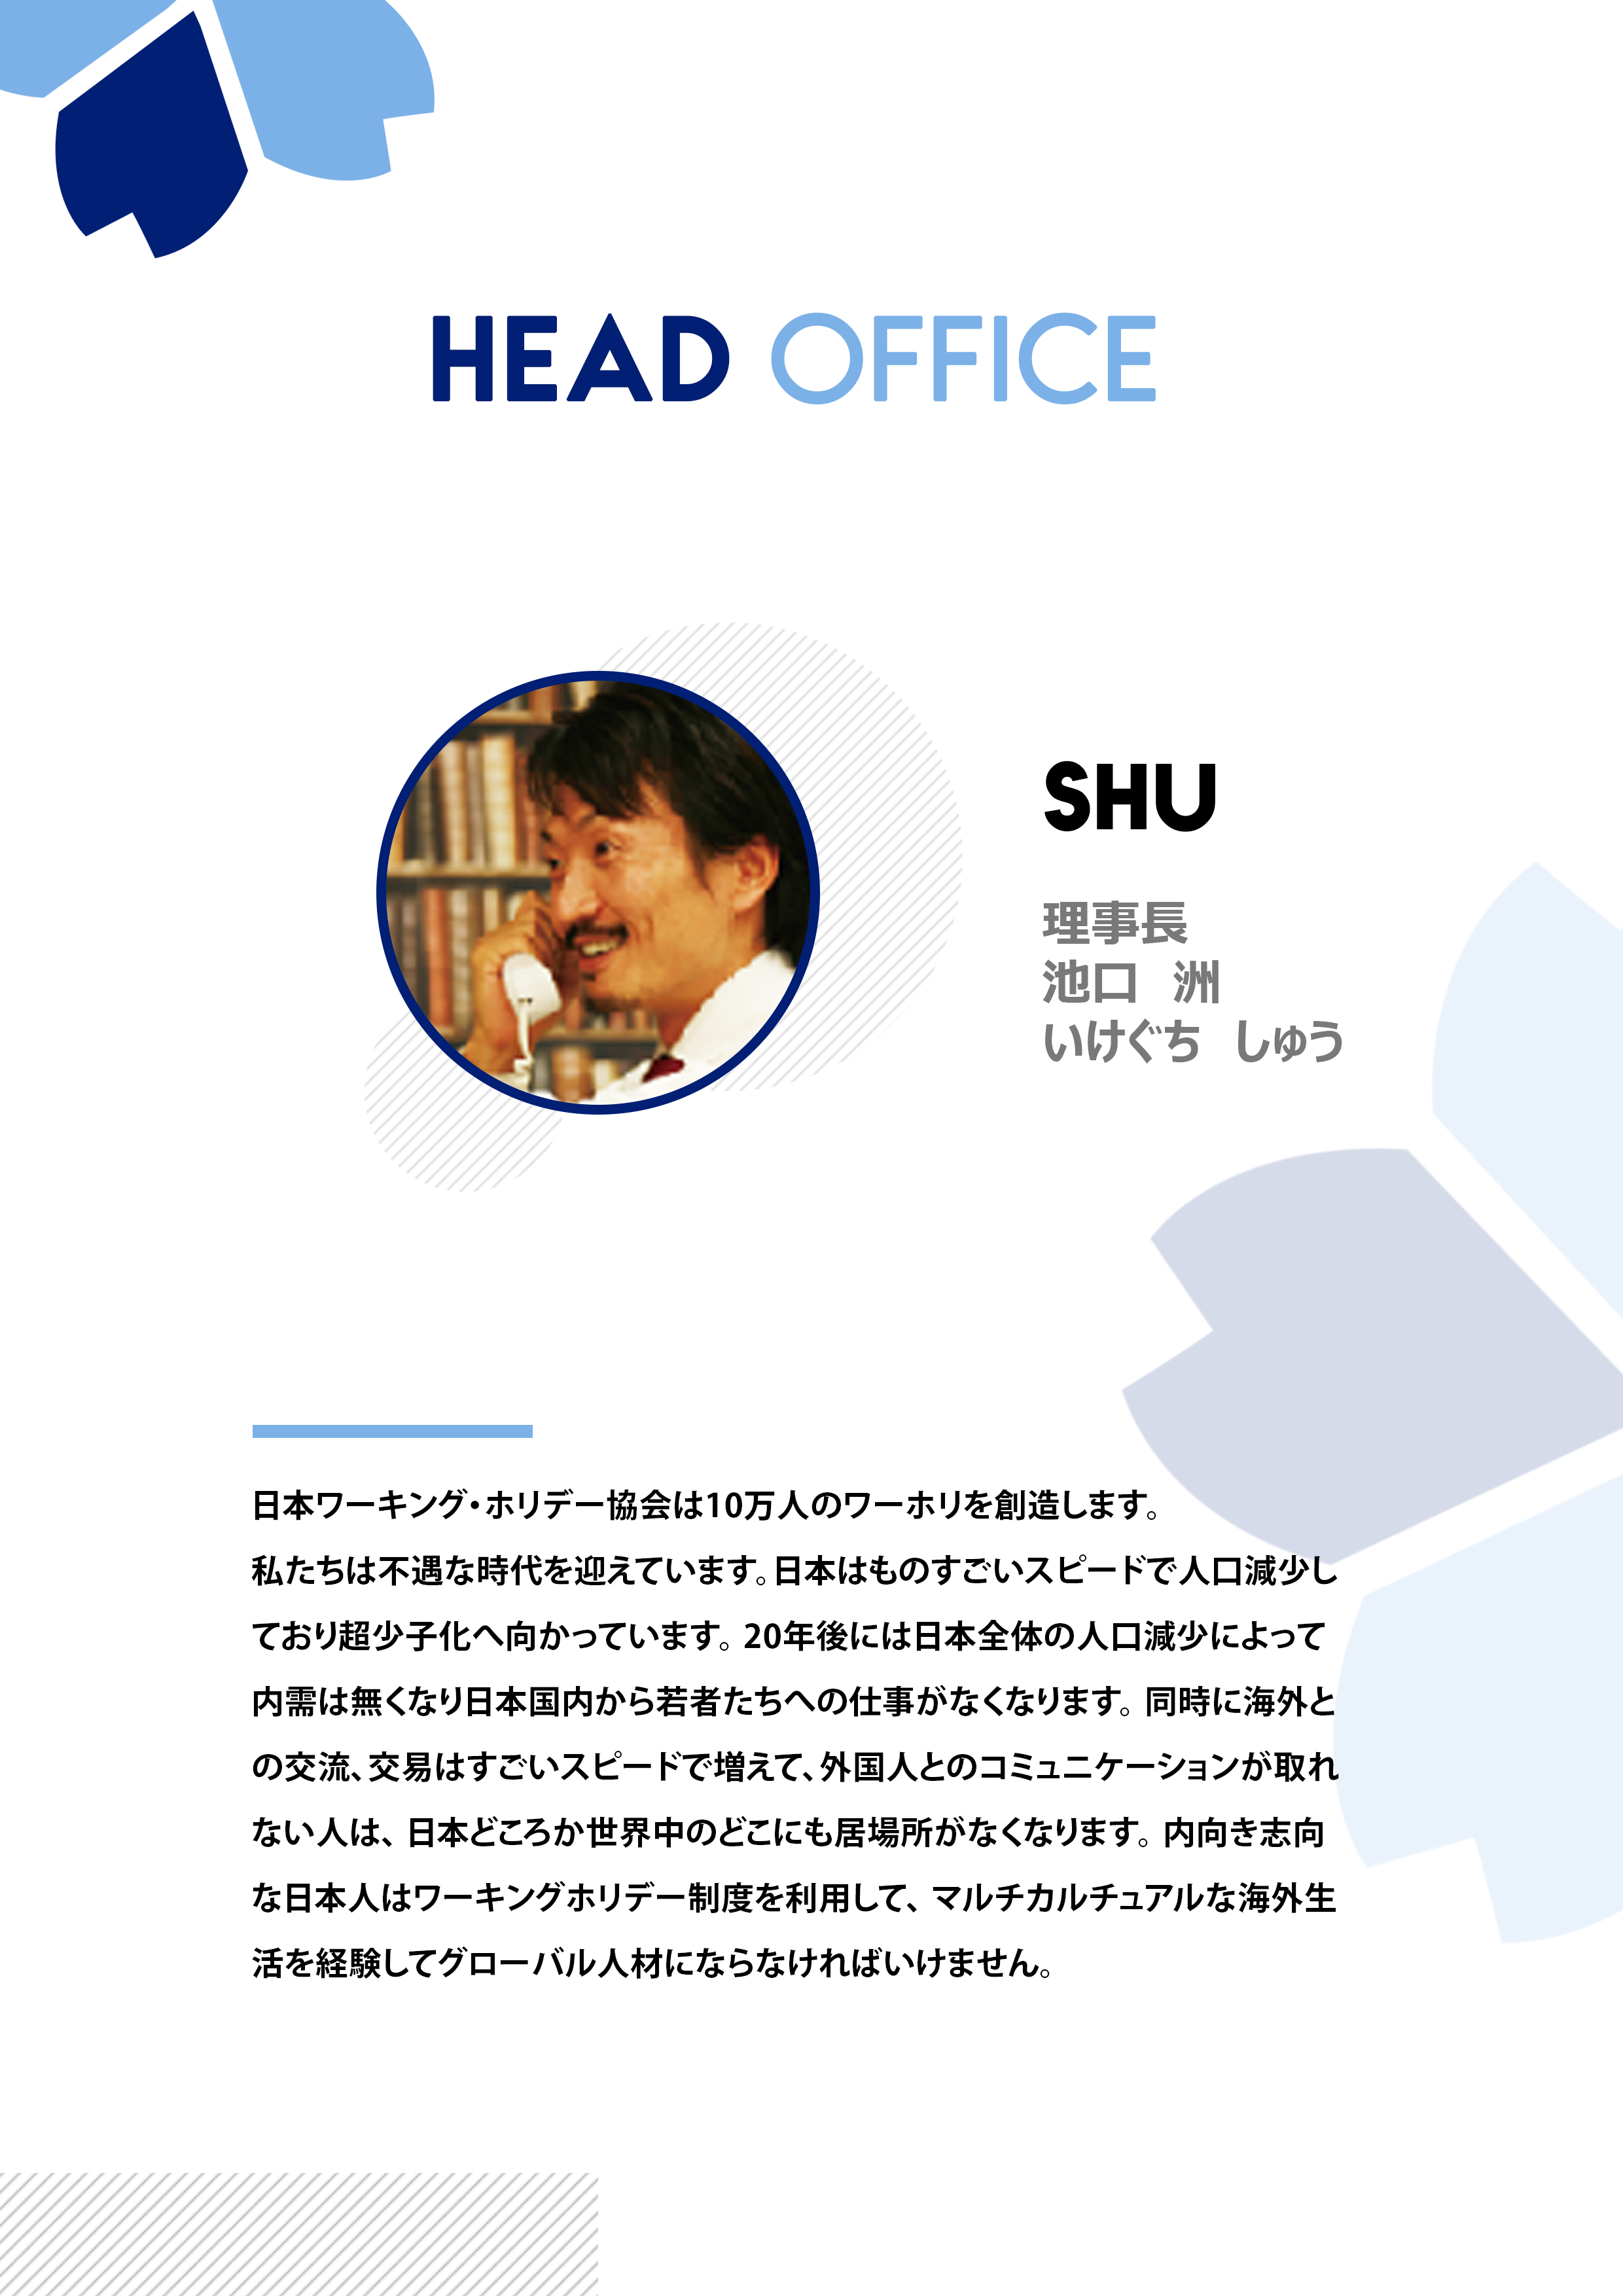 HEAD OFFICE
SHU
理事長
池口 洲
いけぐち しゅう
日本ワーキング・ホリデー協会は10万人のワーホリを創造します。
私たちは不遇な時代を迎えています。日本はものすごいスピードで人口減少し
ており超少子化へ向かっています。20年後には日本全体の人口減少によって
内需は無くなり日本国内から若者たちへの仕事がなくなります。同時に海外と
の交流、交易はすごいスピードで増えて、外国人とのコミュニケーションが取れ
ない人は、日本どころか世界中のどこにも居場所がなくなります。内向き志向
な日本人はワーキングホリデー制度を利用して、マルチカルチュアルな海外生
活を経験してグローバル人材にならなければいけません。